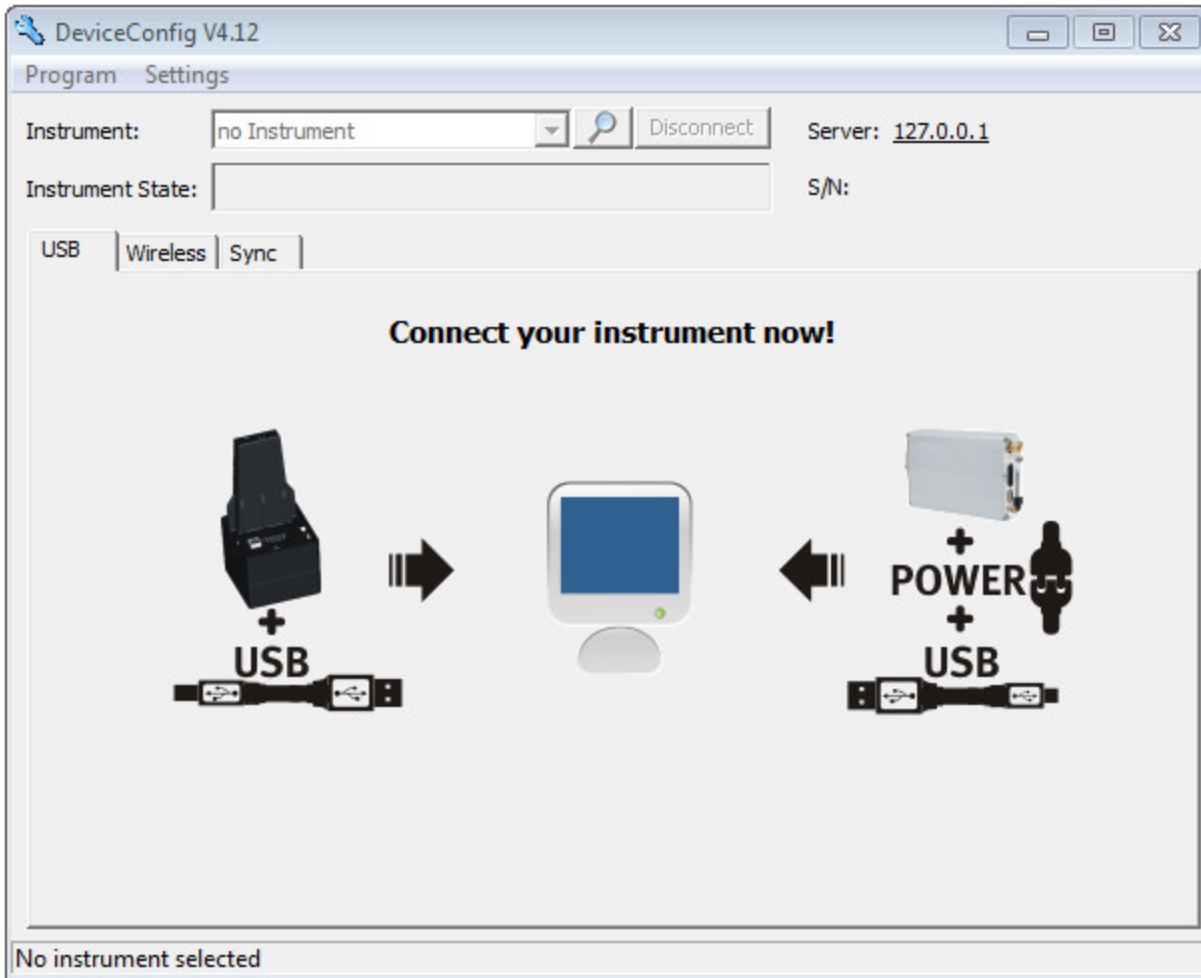 DeviceConfig V4.12
Program Settings
Instrument: no Instrument Disconnect Server: 127.0.0.1
Instrument State: S/N:
USB Wireless Sync
Connect your instrument now!
+
POWER
+
+
USB
USB
No instrument selected